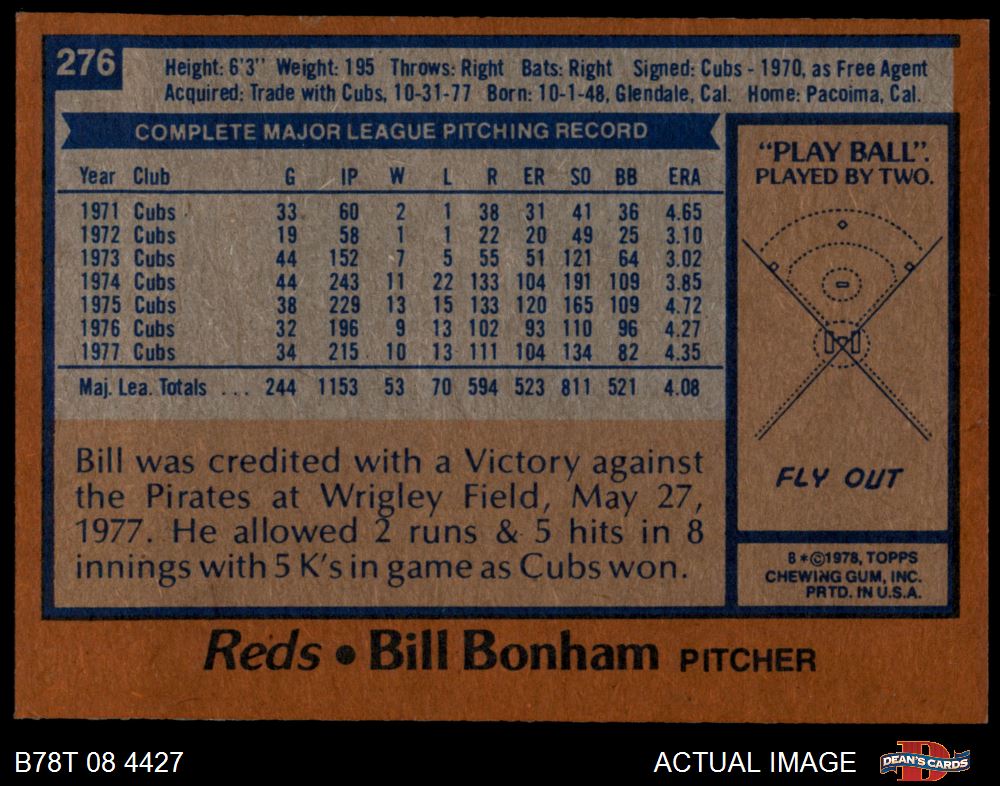 276
Height: 6'3" Weight: 195 Throws: Right Bats: Right Signed: Cubs - 1970, as Free Agent
Acquired: Trade with Cubs, 10-31-77 Born: 10-1-48, Glendale, Cal. Home: Pacoima, Cal.
COMPLETE MAJOR LEAGUE PITCHING RECORD
Year Club G IP W L R ER SO BB ERA
1971 Cubs 33 60 2 1 38 31 41 36 4.65
1972 Cubs 19 58 1 1 22 20 49 25 3.10
1973 Cubs 44 152 7 5 55 51 121 64 3.02
1974 Cubs 44 243 11 22 133 104 191 109 3.85
1975 Cubs 38 229 13 15 133 120 165 109 4.72
1976 Cubs 32 196 9 13 102 93 110 96 4.27
1977 Cubs 34 215 10 13 111 104 134 82 4.35
Maj. Lea. Totals ... 244 1153 53 70 594 523 811 521 4.08
Bill was credited with a Victory against
the Pirates at Wrigley Field, May 27,
1977. He allowed 2 runs & 5 hits in 8
innings with 5 K's in game as Cubs won.
"PLAY BALL".
PLAYED BY TWO.
FLY OUT
8 * ©1978, TOPPS
CHEWING GUM, INC.
PRTD. IN U.S.A.
Reds • Bill Bonham PITCHER
B78T 08 4427
ACTUAL IMAGE
D
DEAN'S CARDS